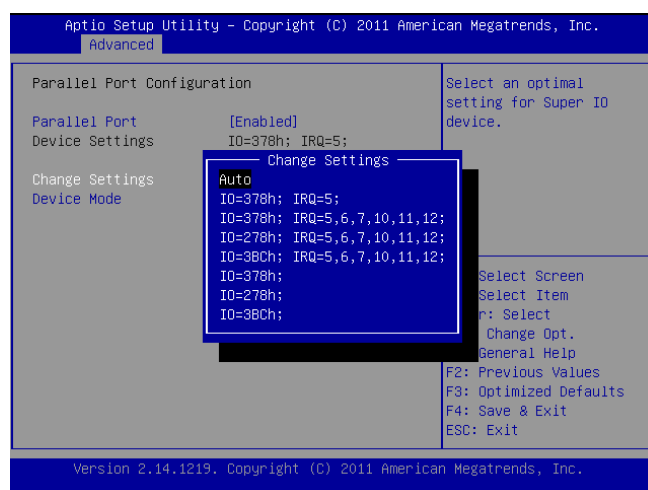 Aptio Setup Utility – Copyright (C) 2011 American Megatrends, Inc.
Advanced
Parallel Port Configuration
Parallel Port [Enabled]
Device Settings IO=378h; IRQ=5;
Change Settings
Device Mode
Change Settings
Auto
IO=378h; IRQ=5;
IO=378h; IRQ=5,6,7,10,11,12;
IO=278h; IRQ=5,6,7,10,11,12;
IO=3BCh; IRQ=5,6,7,10,11,12;
IO=378h;
IO=278h;
IO=3BCh;
Select an optimal
setting for Super IO
device.
Select Screen
Select Item
r: Select
Change Opt.
General Help
F2: Previous Values
F3: Optimized Defaults
F4: Save & Exit
ESC: Exit
Version 2.14.1219. Copyright (C) 2011 American Megatrends, Inc.